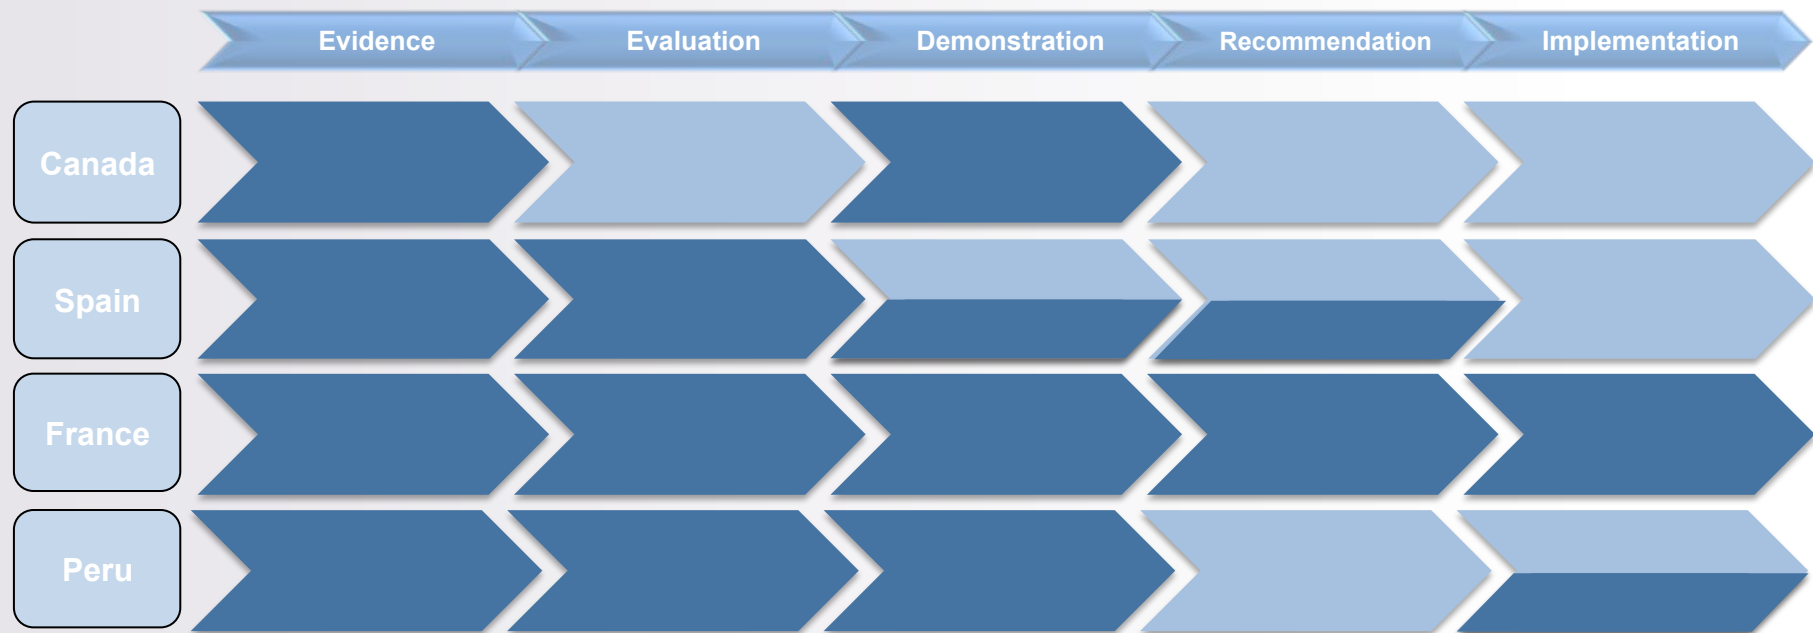 Evidence
Evaluation
Demonstration
Recommendation
Implementation
Canada
Spain
France
Peru